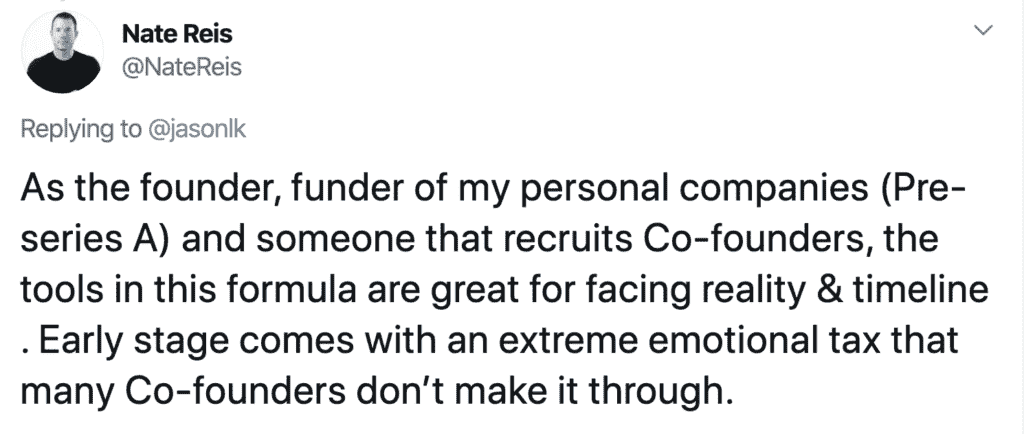 Nate Reis
@NateReis
Replying to @jasonlk
As the founder, funder of my personal companies (Pre-
series A) and someone that recruits Co-founders, the
tools in this formula are great for facing reality & timeline
. Early stage comes with an extreme emotional tax that
many Co-founders don’t make it through.